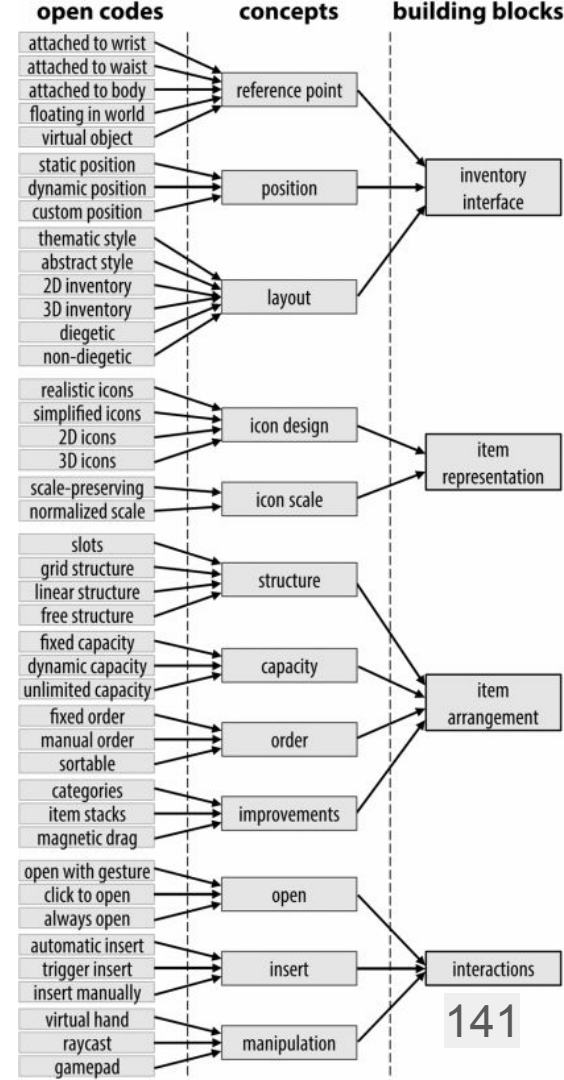 open codes
concepts
building blocks
attached to wrist
attached to waist
attached to body
floating in world
virtual object
reference point
static position
dynamic position
custom position
position
thematic style
abstract style
2D inventory
3D inventory
diegetic
non-diegetic
layout
inventory
interface
realistic icons
simplified icons
2D icons
3D icons
icon design
scale-preserving
normalized scale
icon scale
item
representation
slots
grid structure
linear structure
free structure
structure
fixed capacity
dynamic capacity
unlimited capacity
capacity
fixed order
manual order
sortable
order
categories
item stacks
magnetic drag
improvements
item
arrangement
open with gesture
click to open
always open
open
automatic insert
trigger insert
insert manually
insert
virtual hand
raycast
gamepad
manipulation
interactions
141